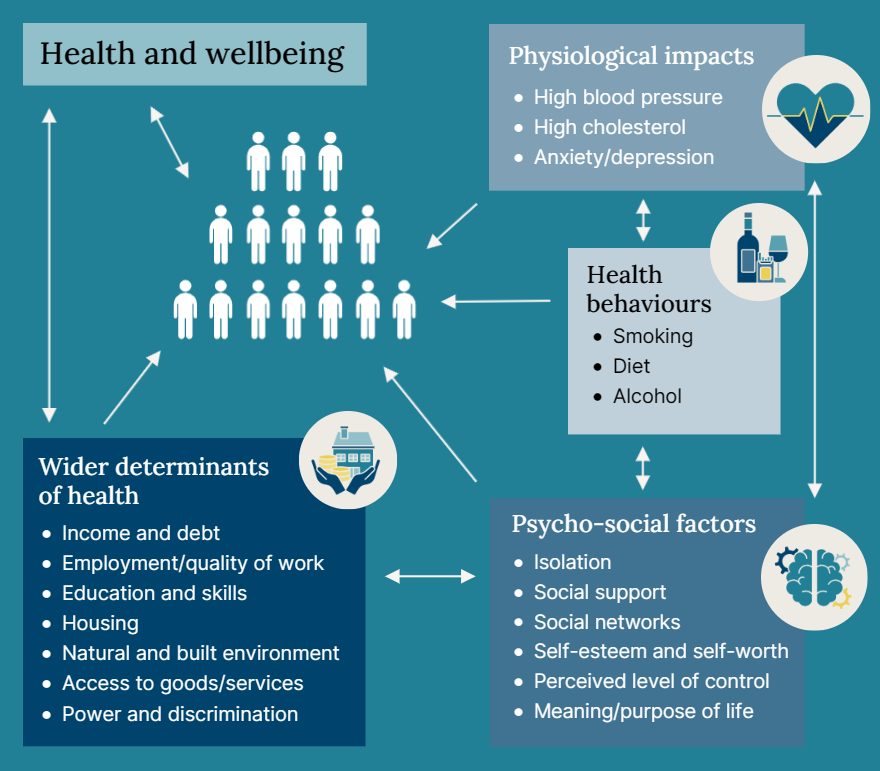 Health and wellbeing
Physiological impacts
• High blood pressure
• High cholesterol
• Anxiety/depression
Health
behaviours
• Smoking
• Diet
• Alcohol
Wider determinants
of health
• Income and debt
• Employment/quality of work
• Education and skills
• Housing
• Natural and built environment
• Access to goods/services
• Power and discrimination
Psycho-social factors
• Isolation
• Social support
• Social networks
• Self-esteem and self-worth
• Perceived level of control
• Meaning/purpose of life